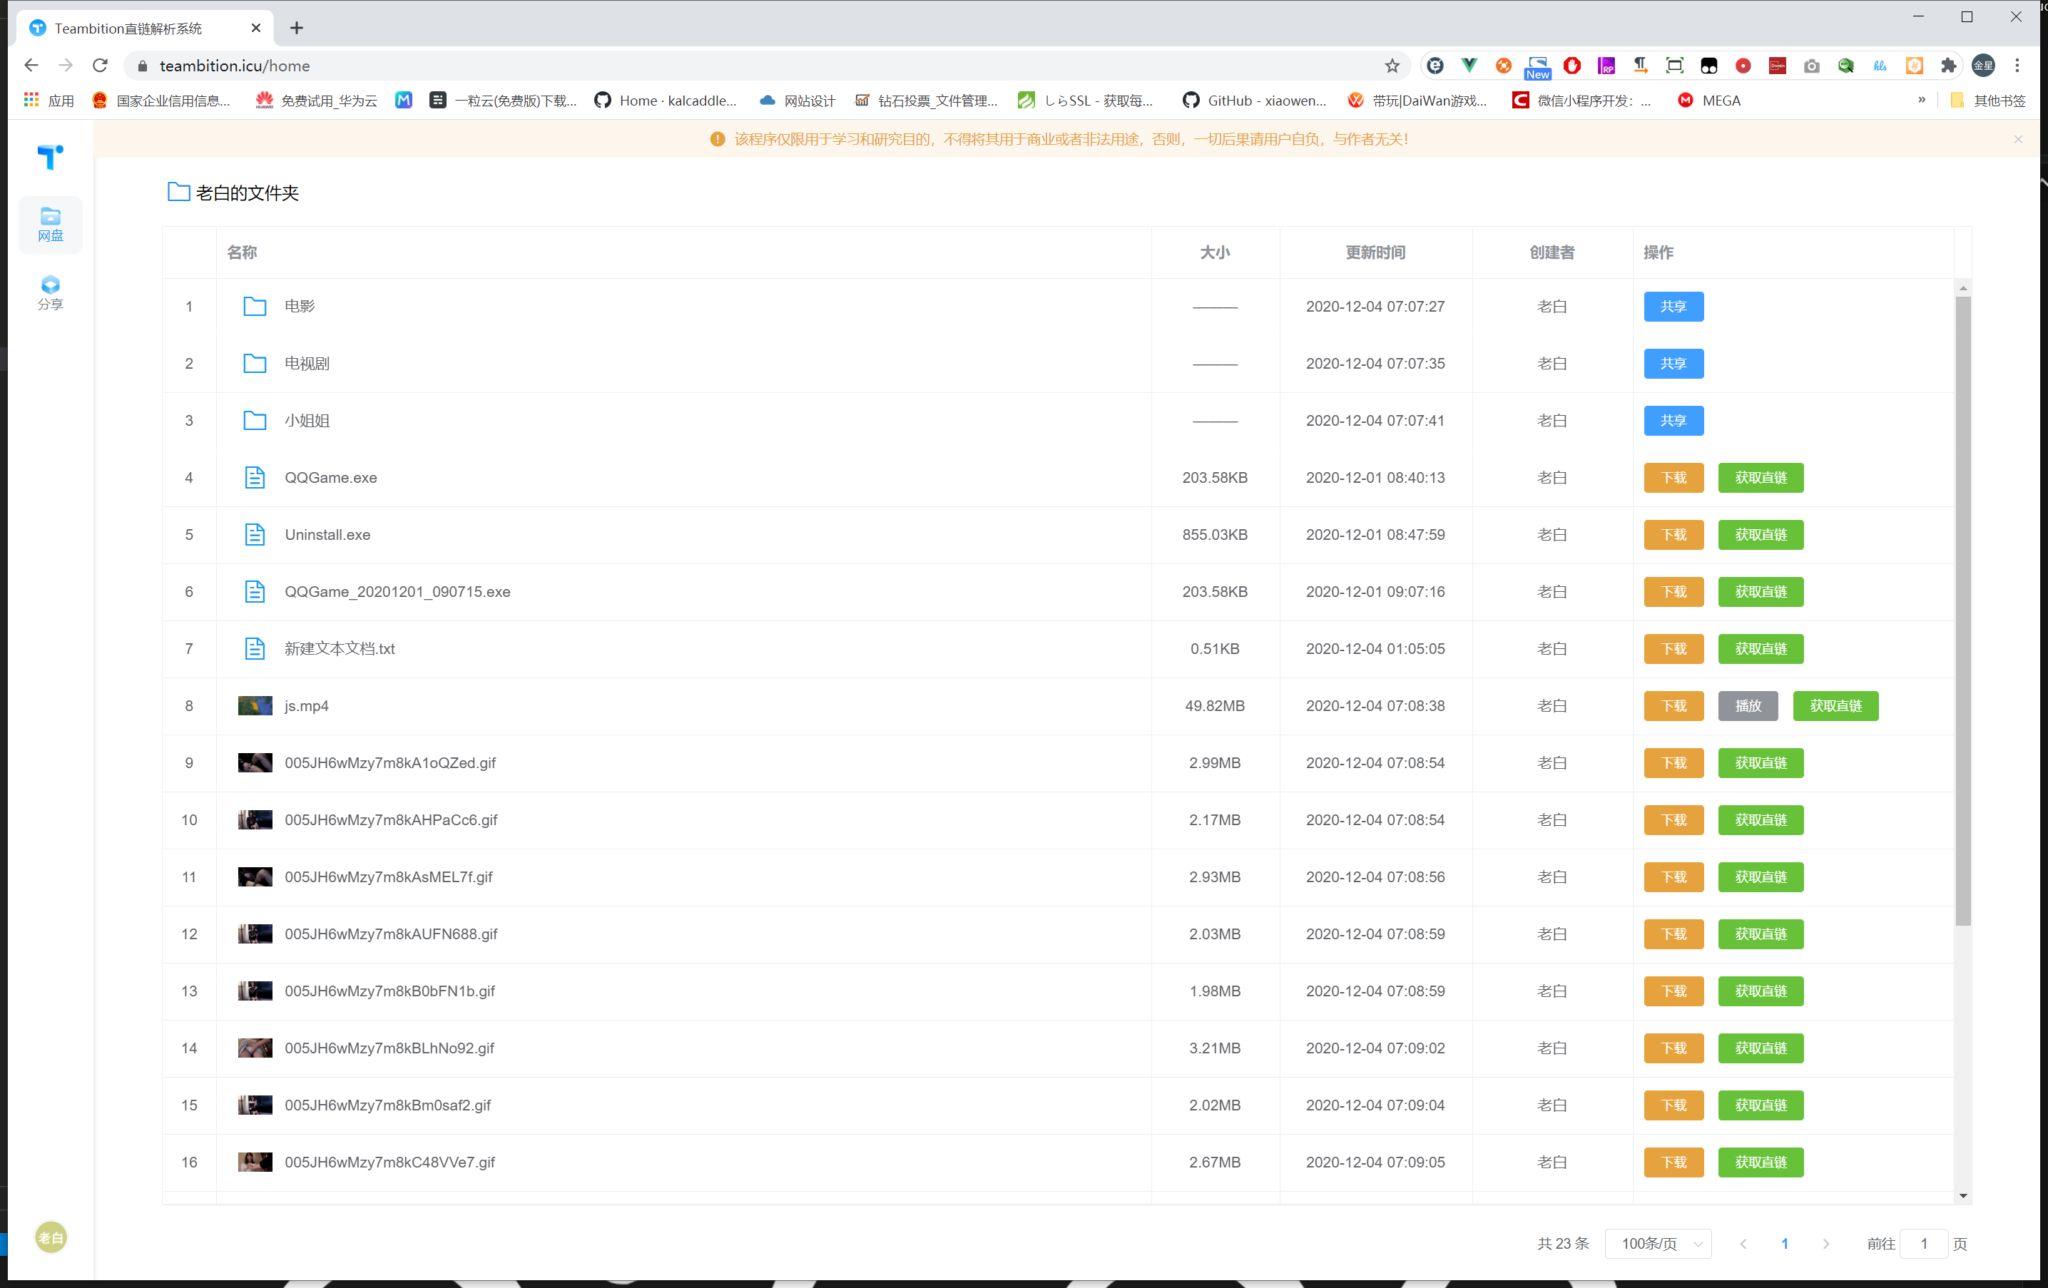 Teambition直链解析系统
teambition.icu/home
New
金星
应用
国家企业信用信息...
免费试用_华为云
一粒云(免费版)下载...
Home · kalcaddle...
网站设计
钻石投票_文件管理...
しらSSL - 获取每...
GitHub - xiaowen...
带玩|DaiWan游戏...
微信小程序开发：...
MEGA
»
其他书签
该程序仅限用于学习和研究目的，不得将其用于商业或者非法用途，否则，一切后果请用户自负，与作者无关！
网盘
分享
老白的文件夹
名称 大小 更新时间 创建者 操作
1 电影 ——— 2020-12-04 07:07:27 老白 共享
2 电视剧 ——— 2020-12-04 07:07:35 老白 共享
3 小姐姐 ——— 2020-12-04 07:07:41 老白 共享
4 QQGame.exe 203.58KB 2020-12-01 08:40:13 老白 下载 获取直链
5 Uninstall.exe 855.03KB 2020-12-01 08:47:59 老白 下载 获取直链
6 QQGame_20201201_090715.exe 203.58KB 2020-12-01 09:07:16 老白 下载 获取直链
7 新建文本文档.txt 0.51KB 2020-12-04 01:05:05 老白 下载 获取直链
8 js.mp4 49.82MB 2020-12-04 07:08:38 老白 下载 播放 获取直链
9 005JH6wMzy7m8kA1oQZed.gif 2.99MB 2020-12-04 07:08:54 老白 下载 获取直链
10 005JH6wMzy7m8kAHPaCc6.gif 2.17MB 2020-12-04 07:08:54 老白 下载 获取直链
11 005JH6wMzy7m8kAsMEL7f.gif 2.93MB 2020-12-04 07:08:56 老白 下载 获取直链
12 005JH6wMzy7m8kAUFN688.gif 2.03MB 2020-12-04 07:08:59 老白 下载 获取直链
13 005JH6wMzy7m8kB0bFN1b.gif 1.98MB 2020-12-04 07:08:59 老白 下载 获取直链
14 005JH6wMzy7m8kBLhNo92.gif 3.21MB 2020-12-04 07:09:02 老白 下载 获取直链
15 005JH6wMzy7m8kBm0saf2.gif 2.02MB 2020-12-04 07:09:04 老白 下载 获取直链
16 005JH6wMzy7m8kC48VVe7.gif 2.67MB 2020-12-04 07:09:05 老白 下载 获取直链
老白
共 23 条 100条/页 1 前往 1 页